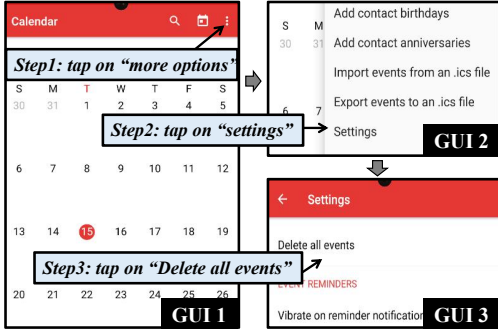 Calendar
Step1: tap on “more options”
S M T W T F S
30 31 1 2 3 4 5
6 7 8 9 10 11 12
13 14 15 16 17 18 19
Step3: tap on “Delete all events”
20 21 22 23 24 25 26
GUI 1
Add contact birthdays
S M
30 31
Add contact anniversaries
Import events from an .ics file
Export events to an .ics file
6 7
Step2: tap on “settings”
Settings
GUI 2
Settings
Delete all events
EVENT REMINDERS
Vibrate on reminder notification
GUI 3